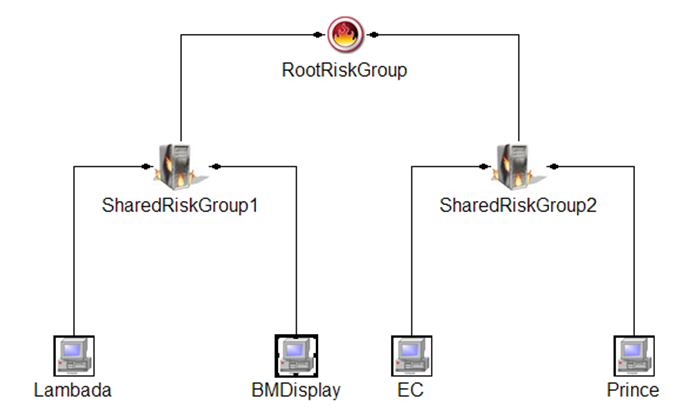 RootRiskGroup
SharedRiskGroup1
SharedRiskGroup2
Lambada
BMDisplay
EC
Prince